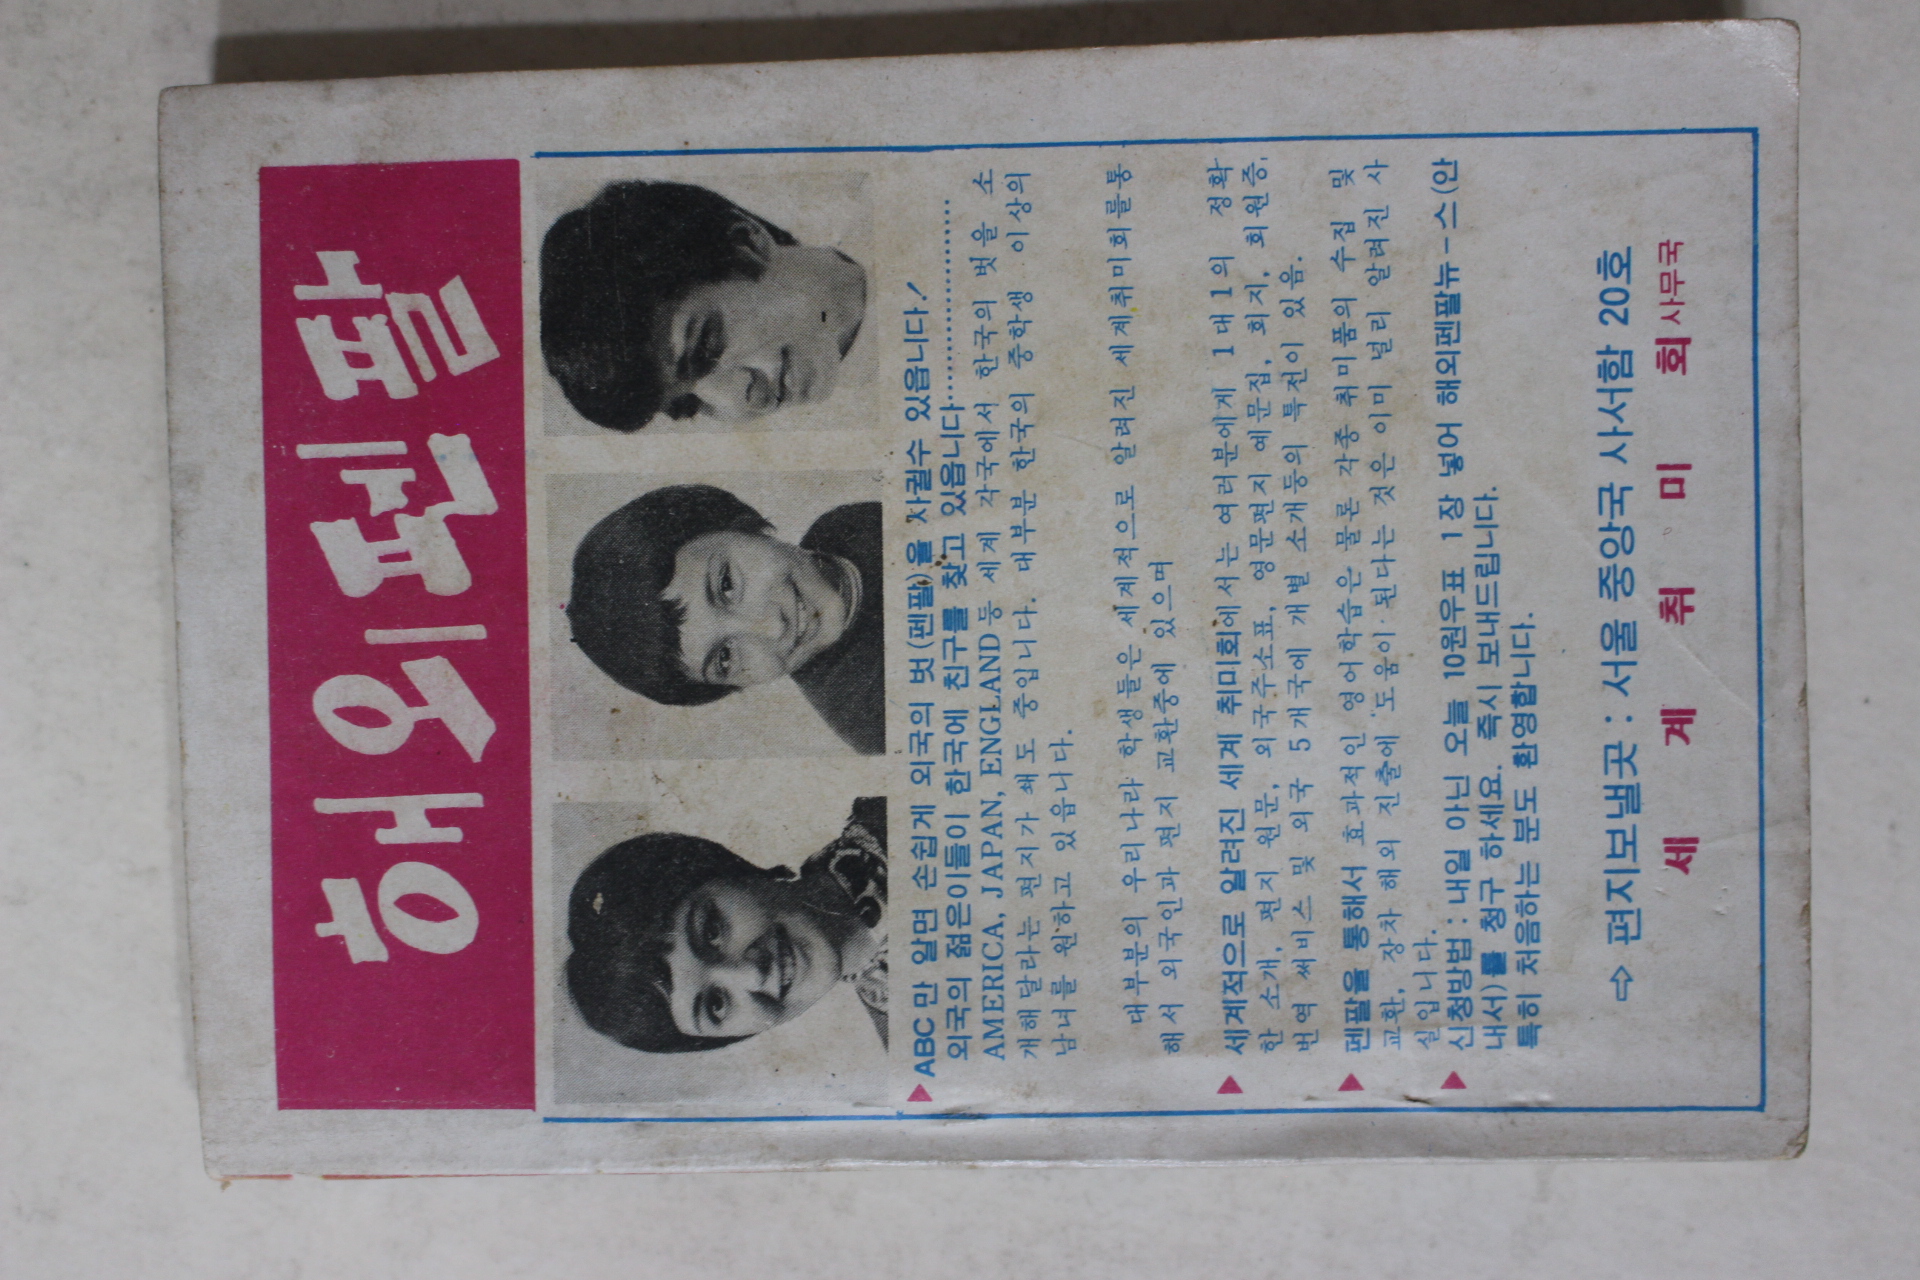 해외펜팔
▶ABC만 알면 손쉽게 외국의 벗(펜팔)을 사귈수 있읍니다!
외국의 젊은이들이 한국에 친구를 찾고 있읍니다……………………
AMERICA, JAPAN, ENGLAND등 세계 각국에서 한국의 벗을 소
개해달라는 편지가 쇄도 중입니다. 대부분 한국의 중학생 이상의
남녀를 원하고 있읍니다.
대부분의 우리나라 학생들은 세계적으로 알려진 세계취미회를통
해서 외국인과 편지 교환중에 있으며
▶세계적으로 알려진 세계 취미회에서는 여러분에게 1대1의 정확
한 소개, 편지 원문, 외국주소표, 영문편지 예문집, 회지, 회원증,
번역 써비스 및 외국 5개국에 개별 소개등의 특전이 있음.
▶펜팔을 통해서 효과적인 영어학습은 물론 각종 취미품의 수집 및
교환, 장차 해외 진출에 도움이 된다는 것은 이미 널리 알려진 사
실입니다.
▶신청방법 : 내일 아닌 오늘 10원우표 1장 넣어 해외펜팔뉴-스(안
내서)를 청구 하세요. 즉시 보내드립니다.
특히 처음하는 분도 환영합니다.
⇨ 편지보낼곳 : 서울 중앙국 사서함 20호
세 계 취 미 회 사무국